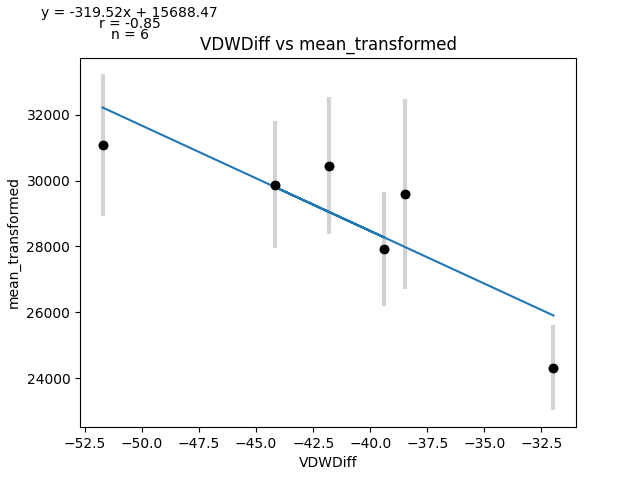 y = -319.52x + 15688.47
r = -0.85
n = 6
VDWDiff vs mean_transformed
mean_transformed
32000
30000
28000
26000
24000
−52.5 −50.0 −47.5 −45.0 −42.5 −40.0 −37.5 −35.0 −32.5
VDWDiff